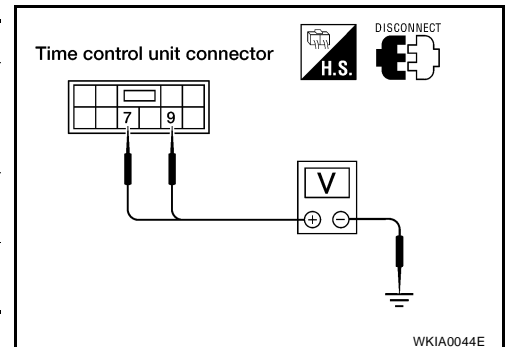 DISCONNECT
Time control unit connector
H.S.
7 9
V
+ −
WKIA0044E